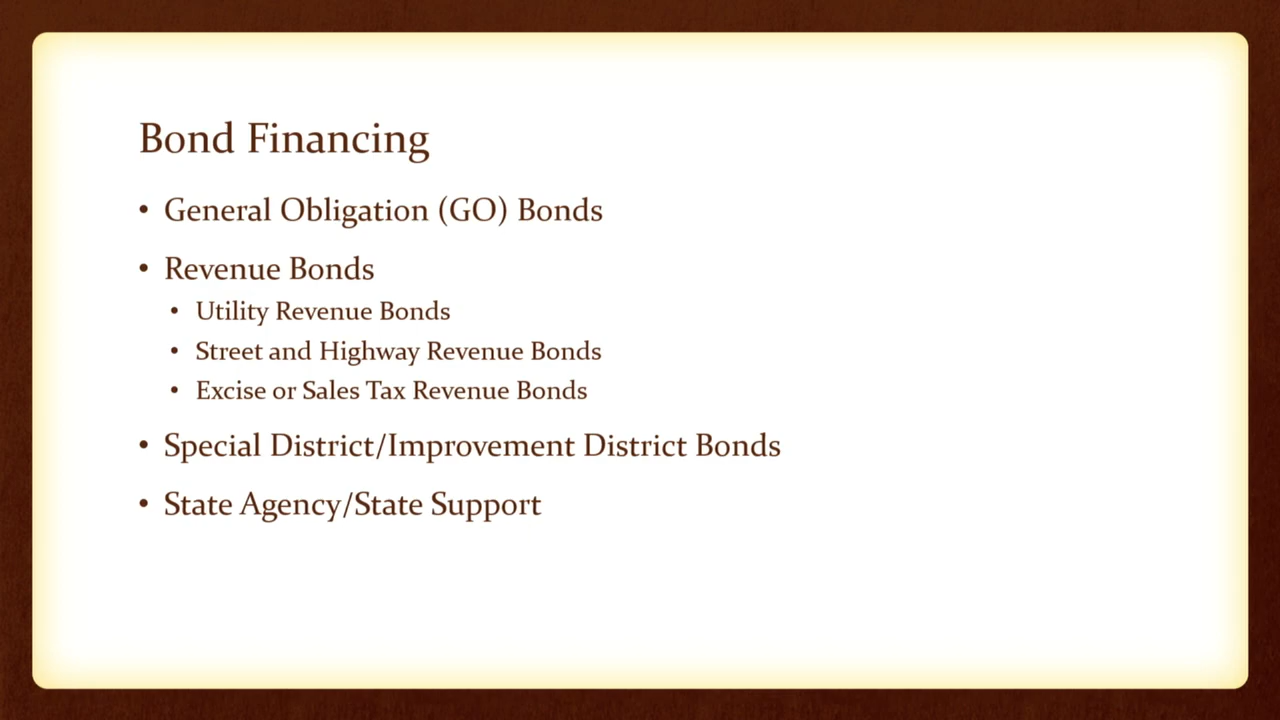 Bond Financing
• General Obligation (GO) Bonds
• Revenue Bonds
• Utility Revenue Bonds
• Street and Highway Revenue Bonds
• Excise or Sales Tax Revenue Bonds
• Special District/Improvement District Bonds
• State Agency/State Support